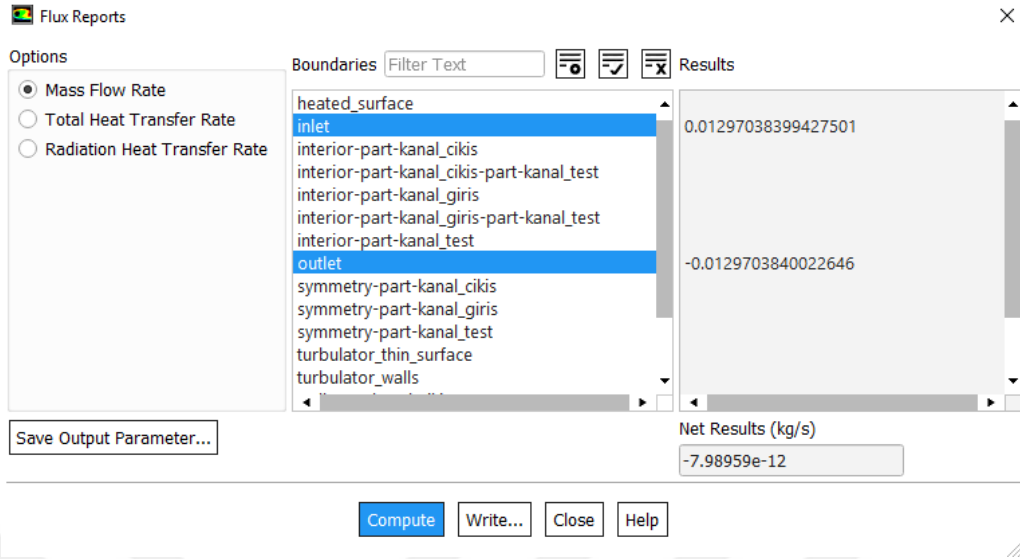 Flux Reports
Options
Mass Flow Rate
Total Heat Transfer Rate
Radiation Heat Transfer Rate
Save Output Parameter...
Boundaries Filter Text
heated_surface
inlet
interior-part-kanal_cikis
interior-part-kanal_cikis-part-kanal_test
interior-part-kanal_giris
interior-part-kanal_giris-part-kanal_test
interior-part-kanal_test
outlet
symmetry-part-kanal_cikis
symmetry-part-kanal_giris
symmetry-part-kanal_test
turbulator_thin_surface
turbulator_walls
Results
0.01297038399427501
-0.0129703840022646
Net Results (kg/s)
-7.98959e-12
Compute Write... Close Help